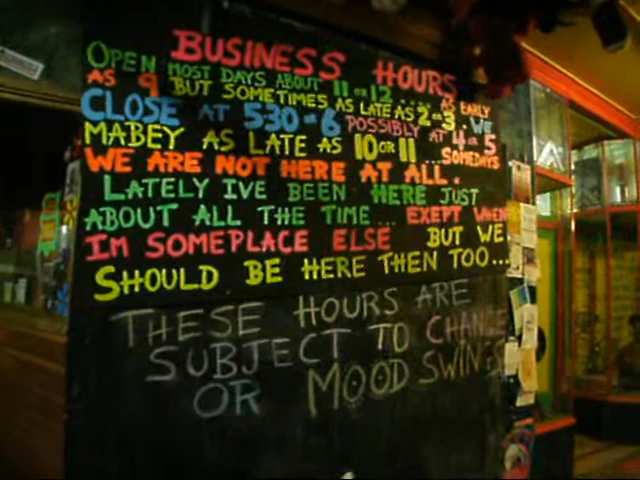 BUSINESS HOURS
OPEN MOST DAYS ABOUT 11 OR 12 . . . AS EARLY
AS 9 BUT SOMETIMES AS LATE AS 2 OR 3 . WE
CLOSE AT 530 OR 6 POSSIBLY AT 4 OR 5
MABEY AS LATE AS 10 OR 11 ... SOMEDAYS
WE ARE NOT HERE AT ALL .
LATELY IVE BEEN HERE JUST
ABOUT ALL THE TIME ... EXEPT WHEN
IM SOMEPLACE ELSE BUT WE
SHOULD BE HERE THEN TOO...
THESE HOURS ARE
SUBJECT TO CHANGE
OR MOOD SWINGS